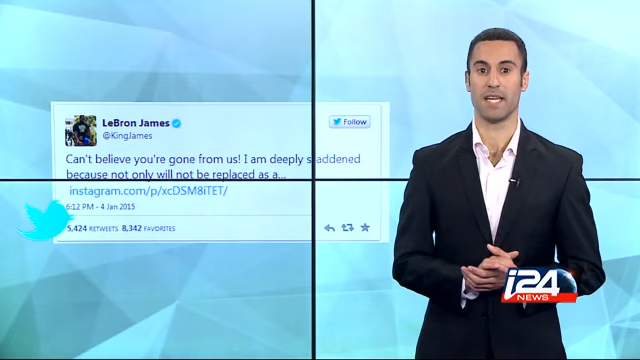 LeBron James
@KingJames
Follow
Can't believe you're gone from us! I am deeply saddened
because not only will not be replaced as a...
instagram.com/p/xcDSM8iTET/
6:12 PM - 4 Jan 2015
5,424 RETWEETS 8,342 FAVORITES
i24
NEWS